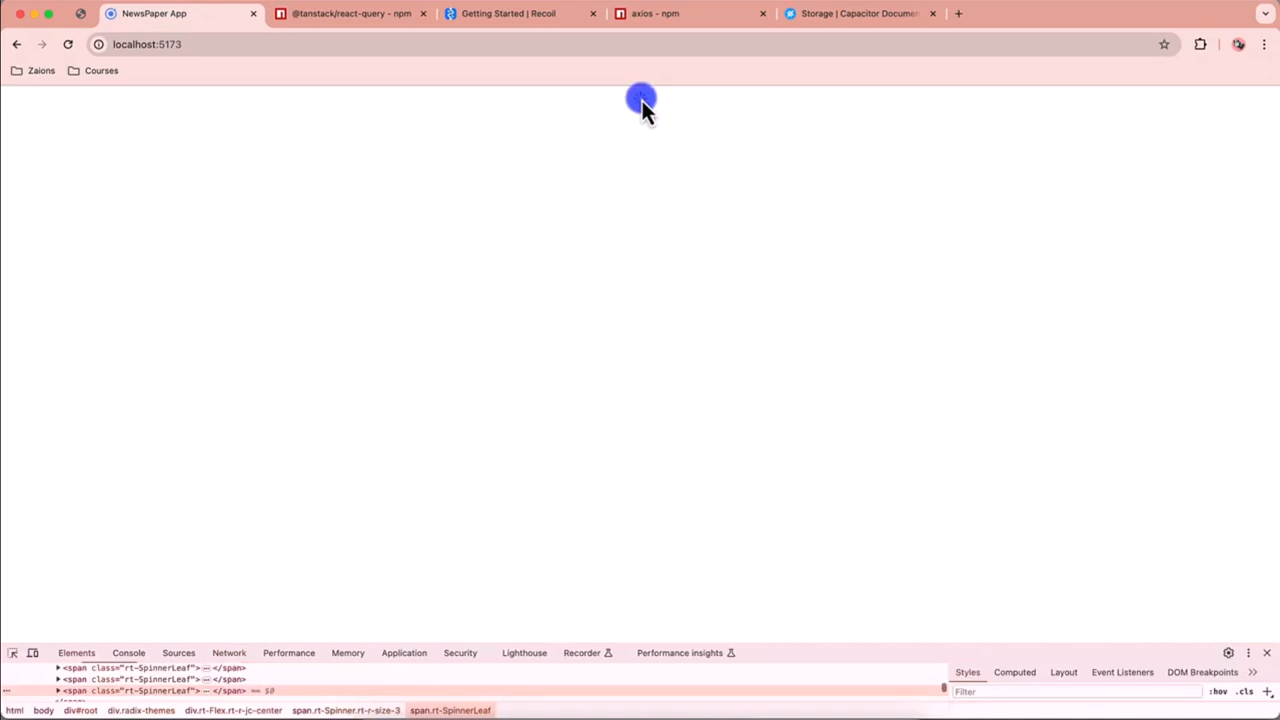 NewsPaper App
@tanstack/react-query - npm
Getting Started | Recoil
axios - npm
Storage | Capacitor Documen
localhost:5173
Zaions
Courses
Elements Console Sources Network Performance Memory Application Security Lighthouse Recorder Performance insights
<span class="rt-SpinnerLeaf">…</span>
<span class="rt-SpinnerLeaf">…</span>
<span class="rt-SpinnerLeaf">…</span> == $0
html body div#root div.radix-themes div.rt-Flex.rt-r-jc-center span.rt-Spinner.rt-r-size-3 span.rt-SpinnerLeaf
Styles Computed Layout Event Listeners DOM Breakpoints
Filter
:hov .cls